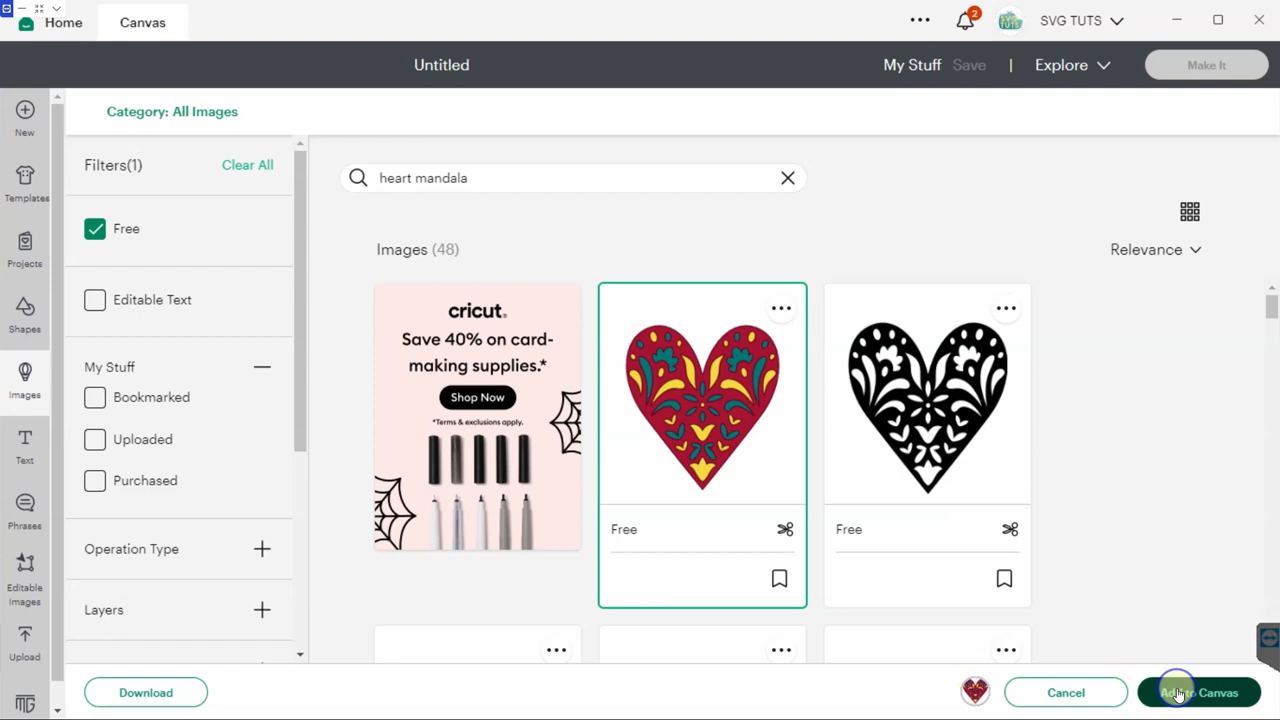 Home
Canvas
2
SVG TUTS
Untitled
My Stuff
Save
|
Explore
Make It
New
Templates
Projects
Shapes
Images
Text
Phrases
Editable
Images
Upload
Category: All Images
Filters(1)
Clear All
Free
Editable Text
My Stuff
Bookmarked
Uploaded
Purchased
Operation Type
Layers
heart mandala
Images (48)
Relevance
cricut
Save 40% on card-
making supplies.*
Shop Now
*Terms & exclusions apply.
Free
Free
Download
Cancel
Add to Canvas